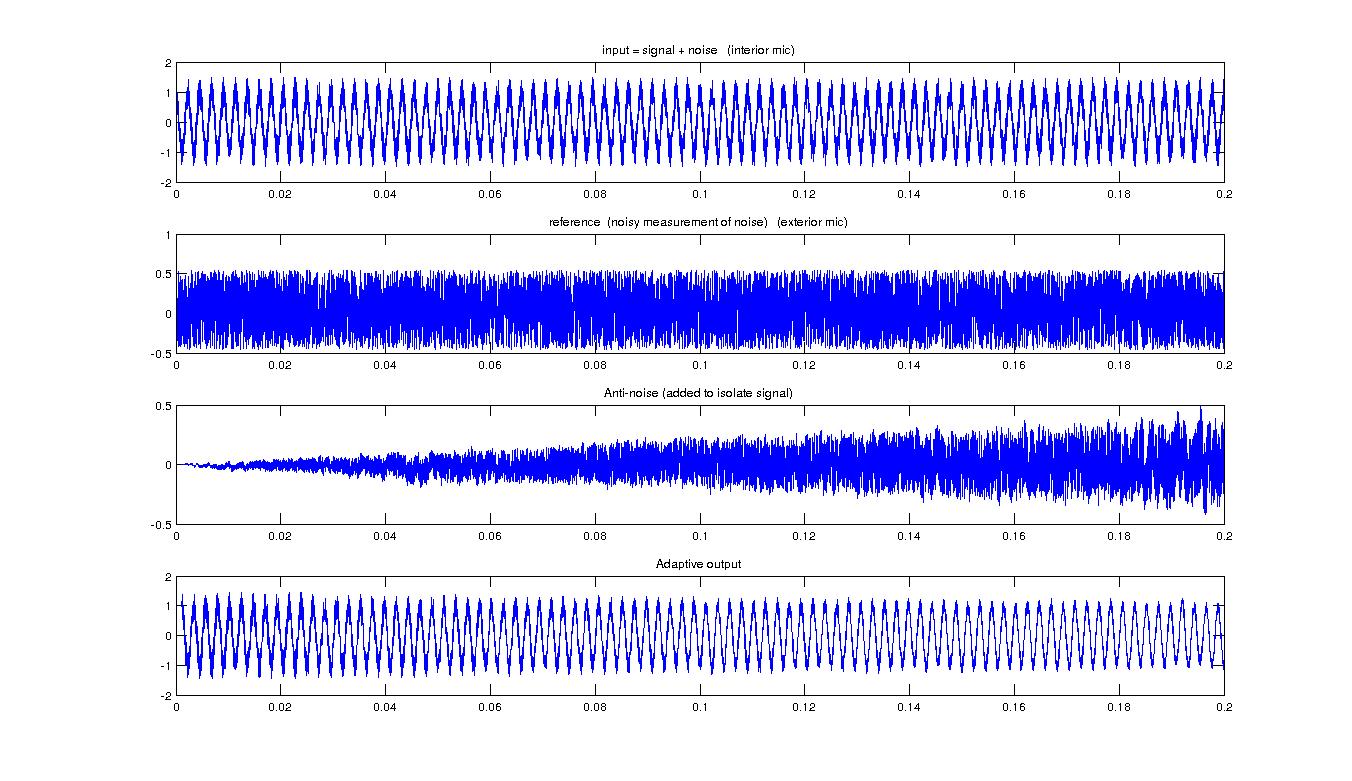 input = signal + noise (interior mic)
2
1
0
-1
-2
0 0.02 0.04 0.06 0.08 0.1 0.12 0.14 0.16 0.18 0.2
reference (noisy measurement of noise) (exterior mic)
1
0.5
0
-0.5
0 0.02 0.04 0.06 0.08 0.1 0.12 0.14 0.16 0.18 0.2
Anti-noise (added to isolate signal)
0.5
0
-0.5
0 0.02 0.04 0.06 0.08 0.1 0.12 0.14 0.16 0.18 0.2
Adaptive output
2
1
0
-1
-2
0 0.02 0.04 0.06 0.08 0.1 0.12 0.14 0.16 0.18 0.2